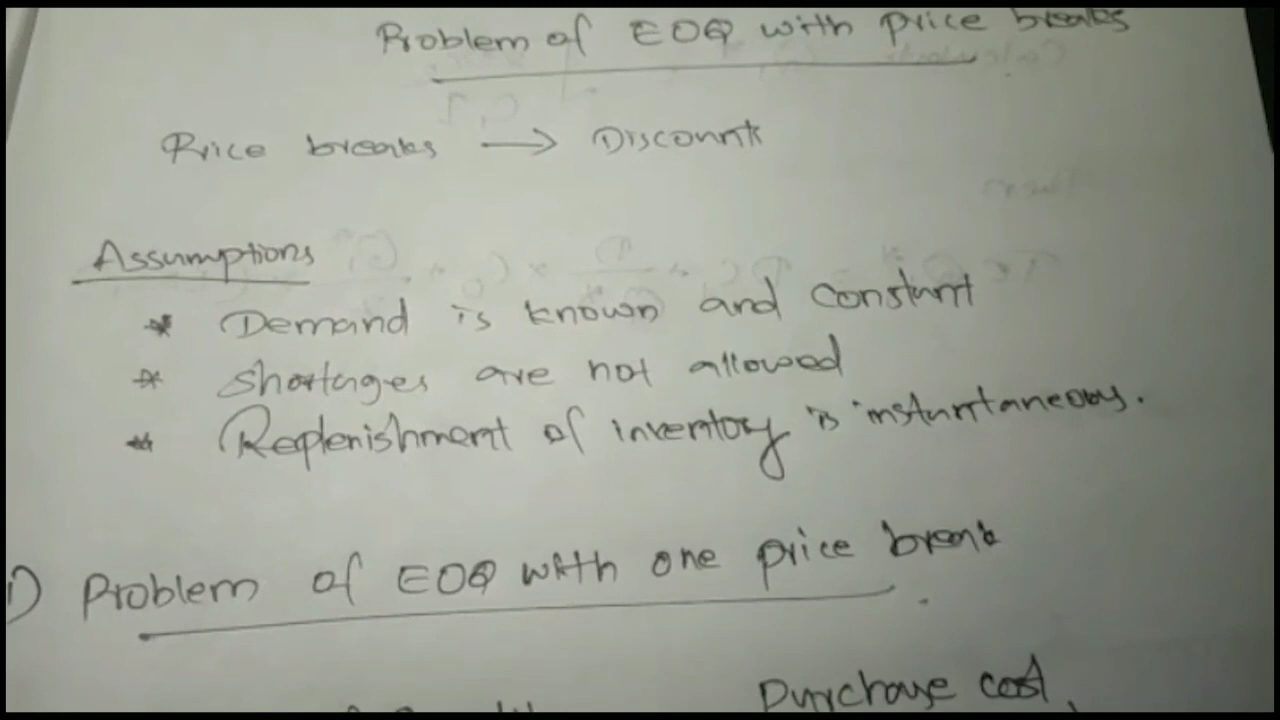 Problem of EOQ with price breaks
Price breaks → Discounts
Assumptions
* Demand is known and constant
* Shortages are not allowed
* Replenishment of inventory is instantaneous.
1) Problem of EOQ with one price break
Purchase cost